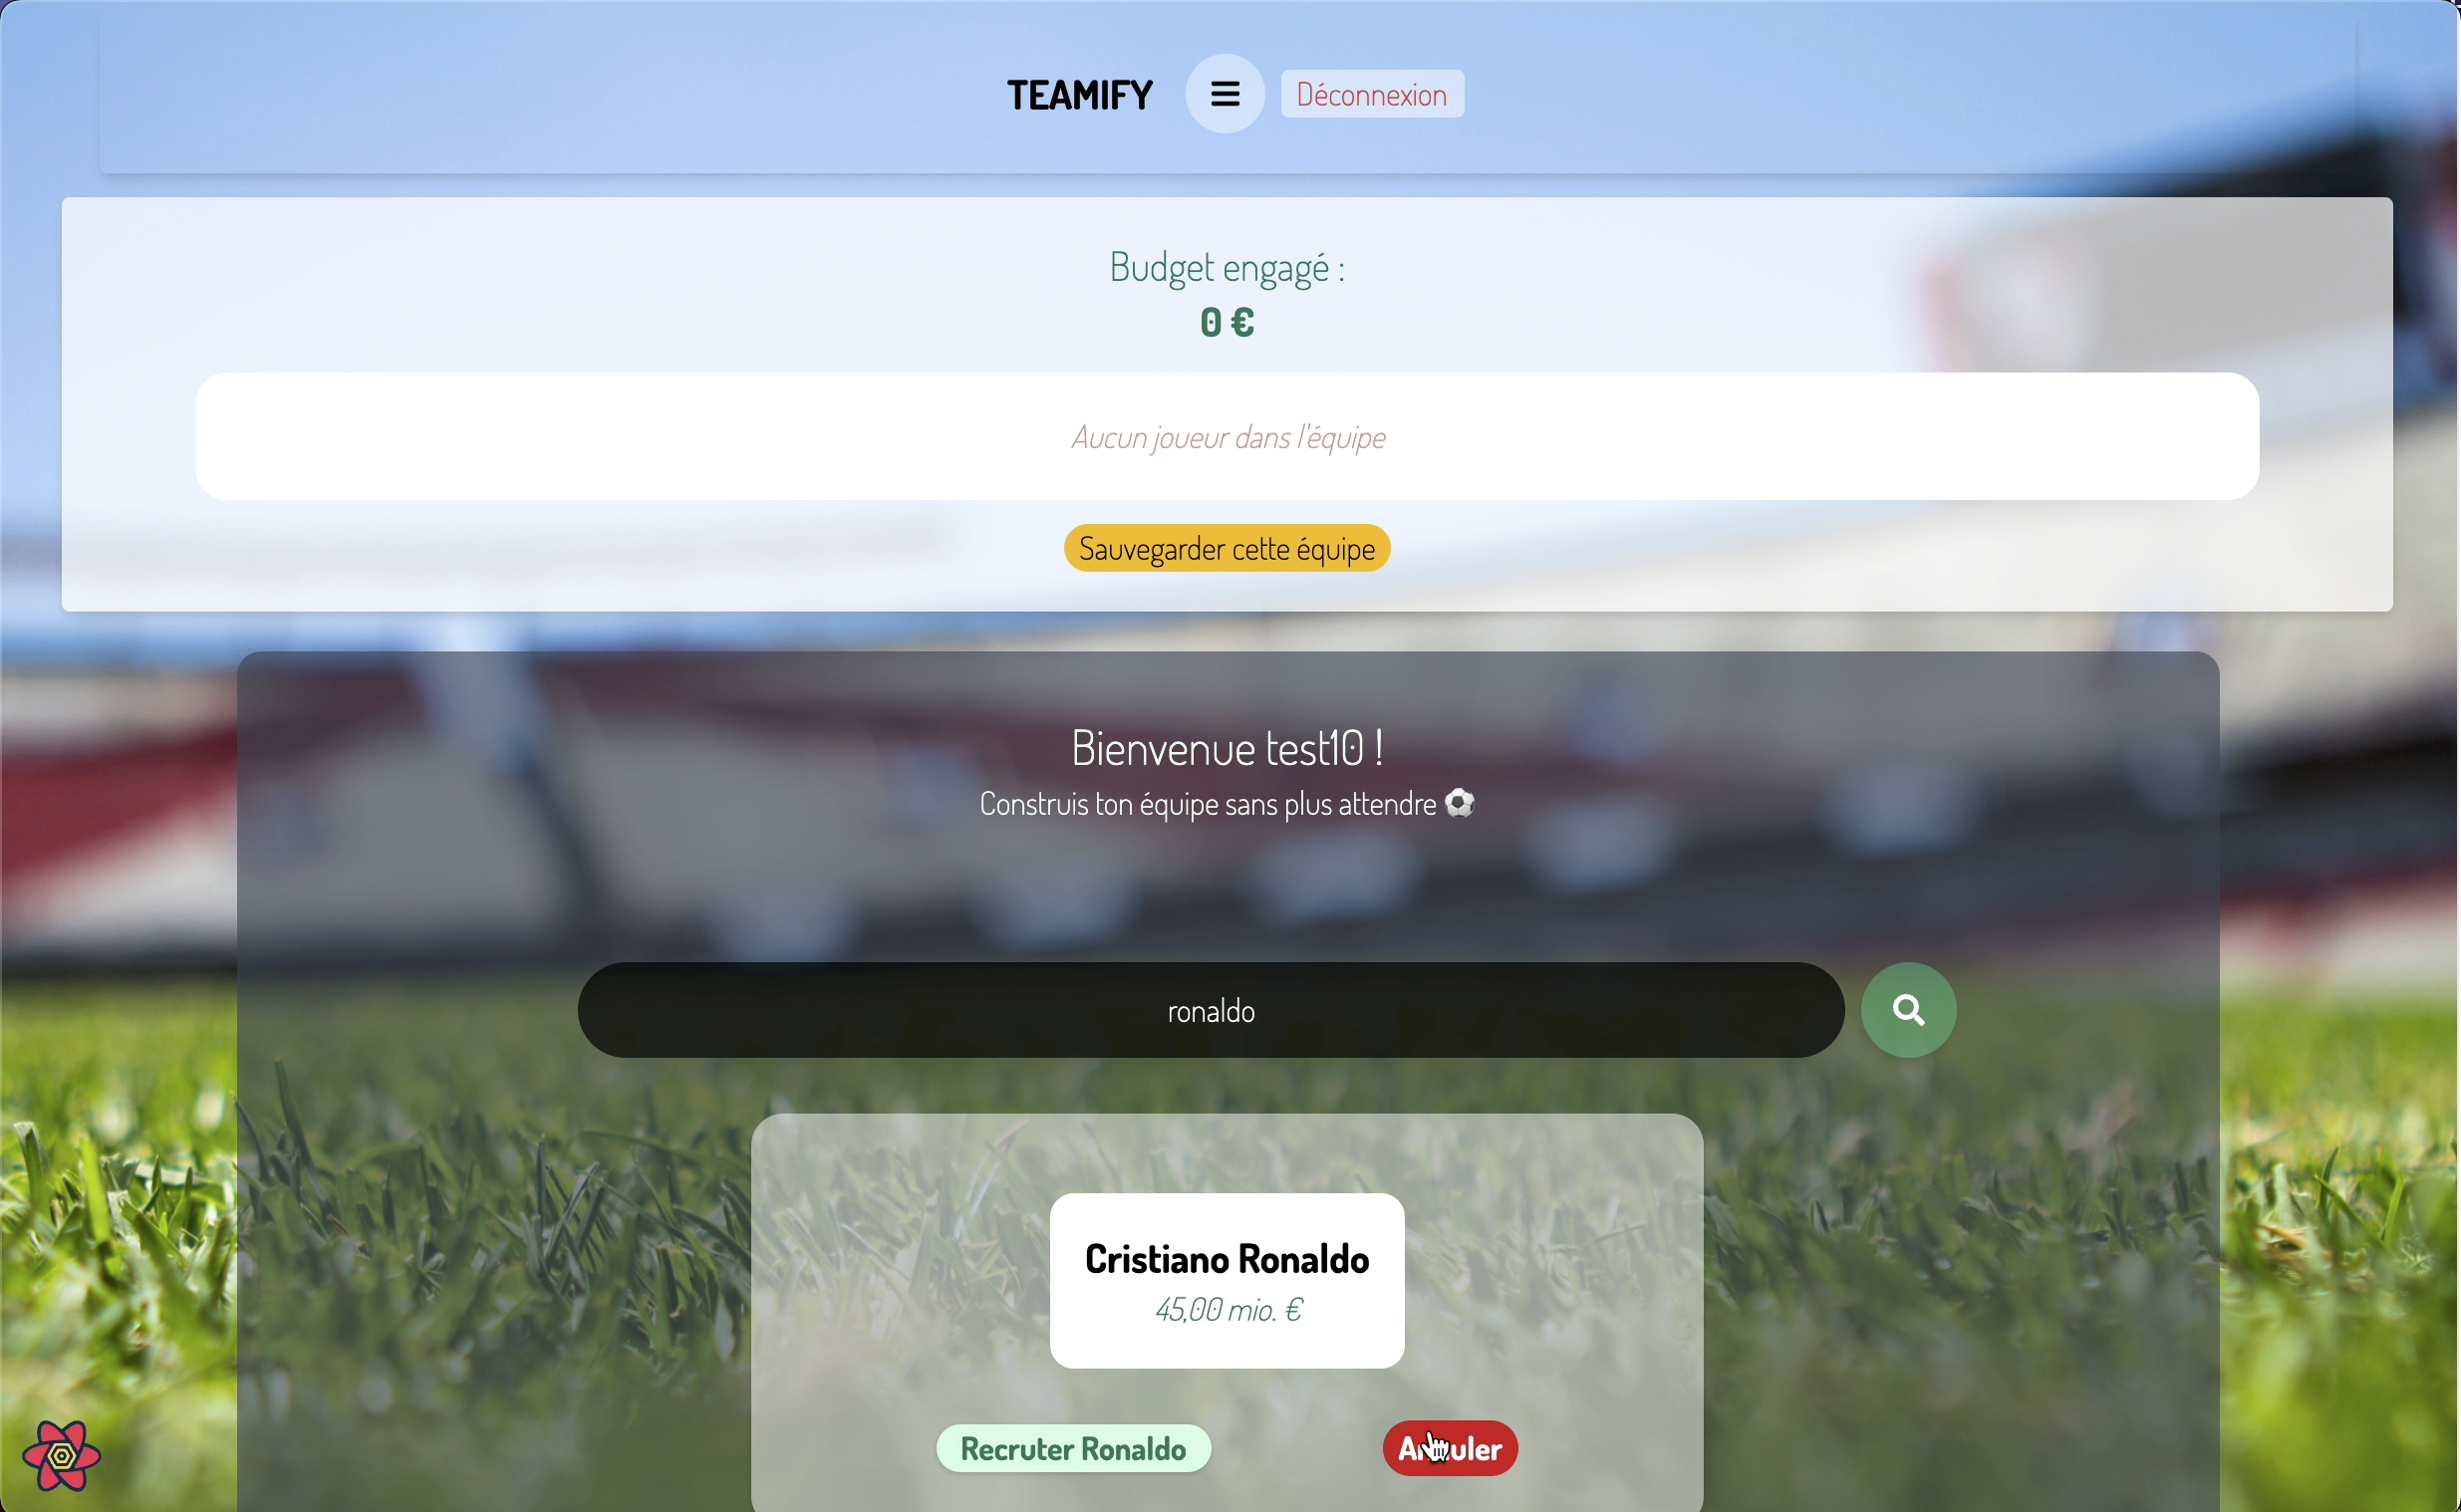 TEAMIFY
Déconnexion
Budget engagé :
0 €
Aucun joueur dans l'équipe
Sauvegarder cette équipe
Bienvenue test10 !
Construis ton équipe sans plus attendre ⚽
ronaldo
Cristiano Ronaldo
45,00 mio. €
Recruter Ronaldo
Annuler